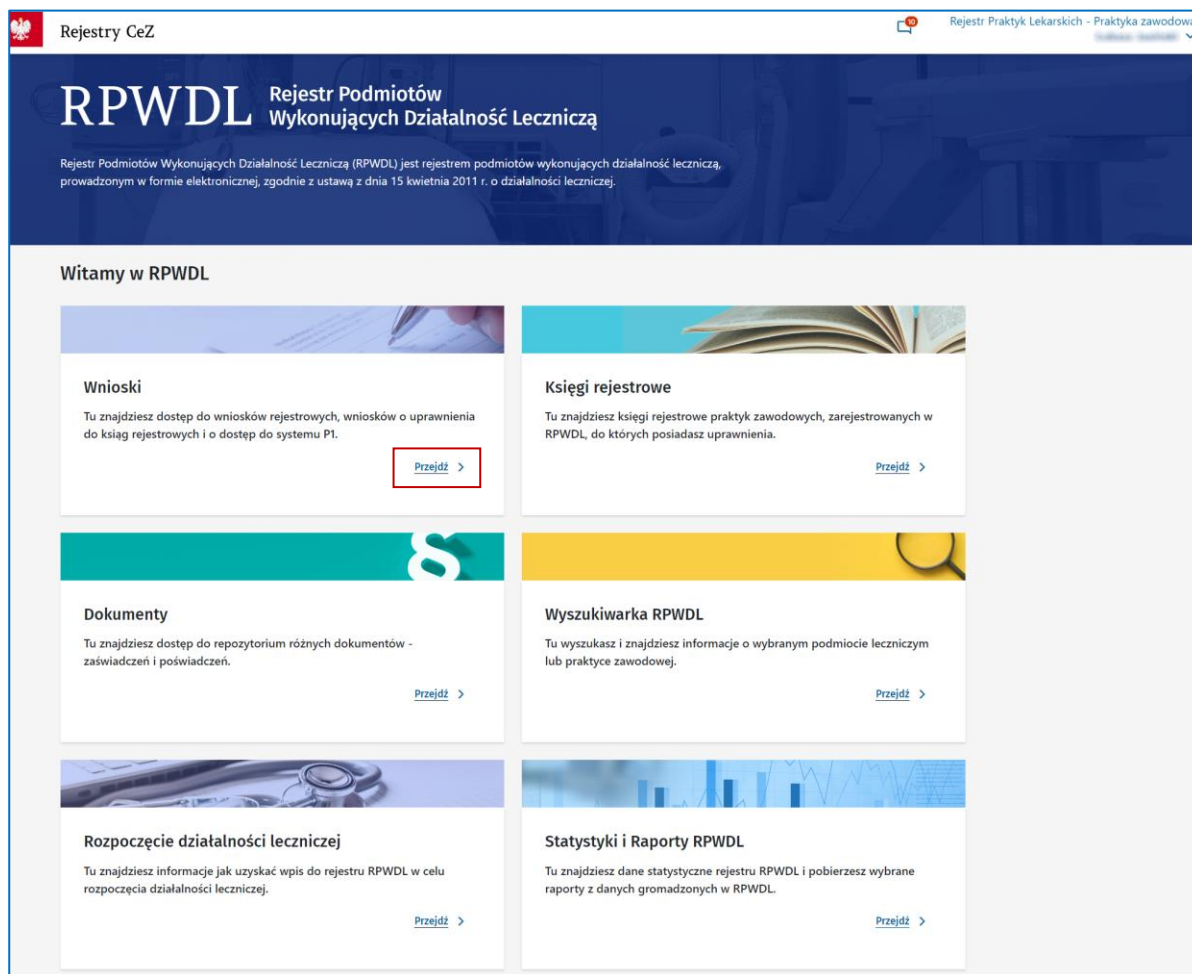 Rejestry CeZ
10
Rejestr Praktyk Lekarskich - Praktyka zawodowa
RPWDL
Rejestr Podmiotów
Wykonujących Działalność Leczniczą
Rejestr Podmiotów Wykonujących Działalność Leczniczą (RPWDL) jest rejestrem podmiotów wykonujących działalność leczniczą,
prowadzonym w formie elektronicznej, zgodnie z ustawą z dnia 15 kwietnia 2011 r. o działalności leczniczej.
Witamy w RPWDL
Wnioski
Tu znajdziesz dostęp do wniosków rejestrowych, wniosków o uprawnienia
do ksiąg rejestrowych i o dostęp do systemu P1.
Przejdź
Księgi rejestrowe
Tu znajdziesz księgi rejestrowe praktyk zawodowych, zarejestrowanych w
RPWDL, do których posiadasz uprawnienia.
Przejdź
Dokumenty
Tu znajdziesz dostęp do repozytorium różnych dokumentów -
zaświadczeń i poświadczeń.
Przejdź
Wyszukiwarka RPWDL
Tu wyszukasz i znajdziesz informacje o wybranym podmiocie leczniczym
lub praktyce zawodowej.
Przejdź
Rozpoczęcie działalności leczniczej
Tu znajdziesz informacje jak uzyskać wpis do rejestru RPWDL w celu
rozpoczęcia działalności leczniczej.
Przejdź
Statystyki i Raporty RPWDL
Tu znajdziesz dane statystyczne rejestru RPWDL i pobierzesz wybrane
raporty z danych gromadzonych w RPWDL.
Przejdź